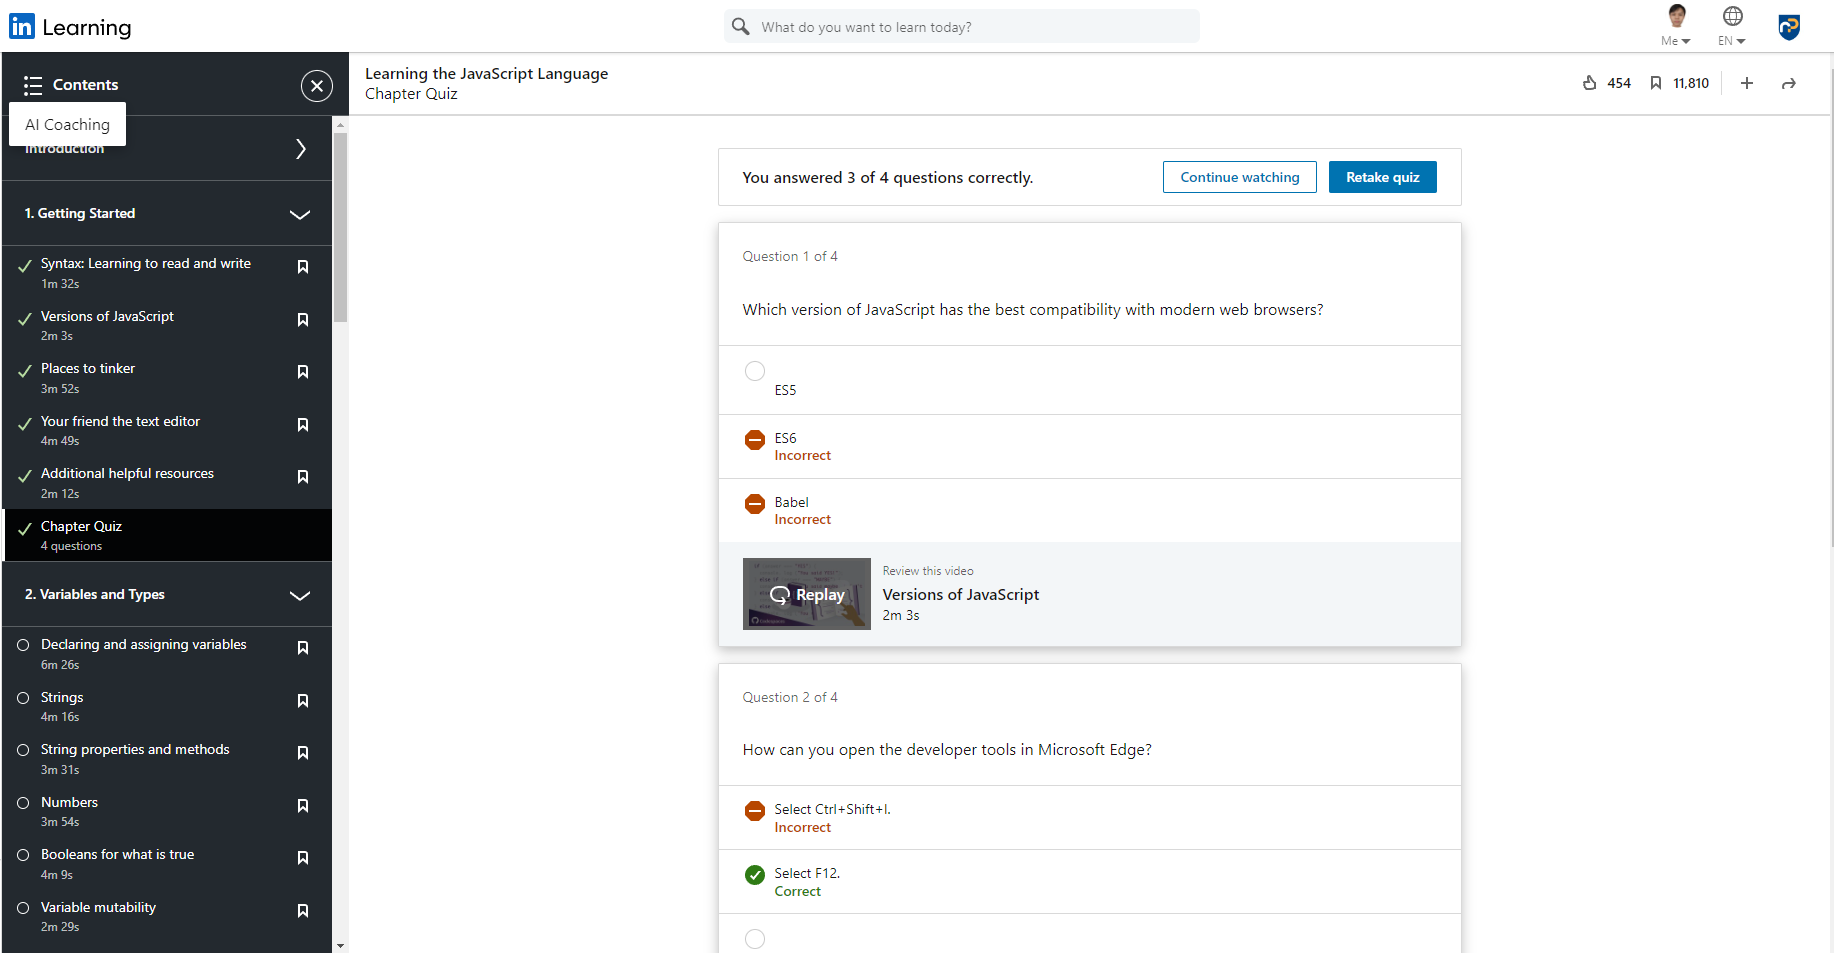 in Learning
What do you want to learn today?
Me
EN
Contents
AI Coaching
Introduction
1. Getting Started
Syntax: Learning to read and write
1m 32s
Versions of JavaScript
2m 3s
Places to tinker
3m 52s
Your friend the text editor
4m 49s
Additional helpful resources
2m 12s
Chapter Quiz
4 questions
2. Variables and Types
Declaring and assigning variables
6m 26s
Strings
4m 16s
String properties and methods
3m 31s
Numbers
3m 54s
Booleans for what is true
4m 9s
Variable mutability
2m 29s
Learning the JavaScript Language
Chapter Quiz
454
11,810
You answered 3 of 4 questions correctly.
Continue watching
Retake quiz
Question 1 of 4
Which version of JavaScript has the best compatibility with modern web browsers?
ES5
ES6
Incorrect
Babel
Incorrect
Replay
Review this video
Versions of JavaScript
2m 3s
Question 2 of 4
How can you open the developer tools in Microsoft Edge?
Select Ctrl+Shift+I.
Incorrect
Select F12.
Correct